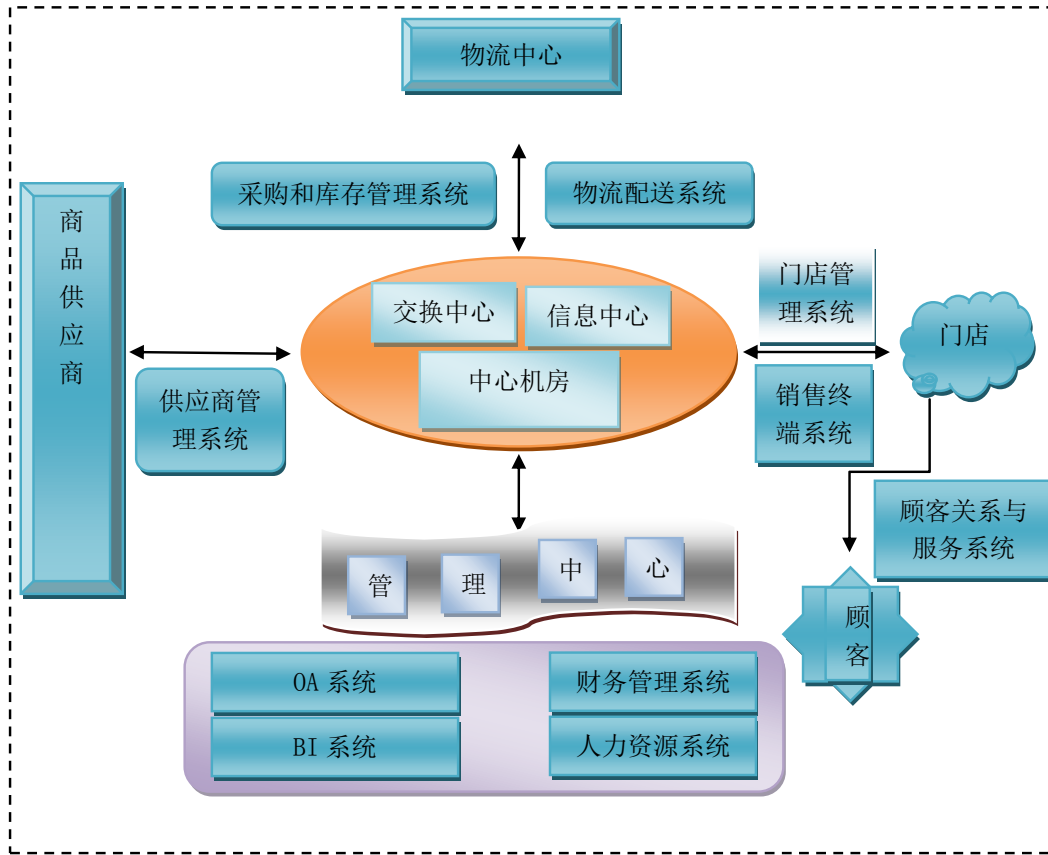 物流中心
采购和库存管理系统
物流配送系统
商
品
供
应
商
交换中心
信息中心
中心机房
门店管
理系统
门店
供应商管
理系统
销售终
端系统
顾客关系与
服务系统
管
理
中
心
顾
客
OA 系统
财务管理系统
BI 系统
人力资源系统